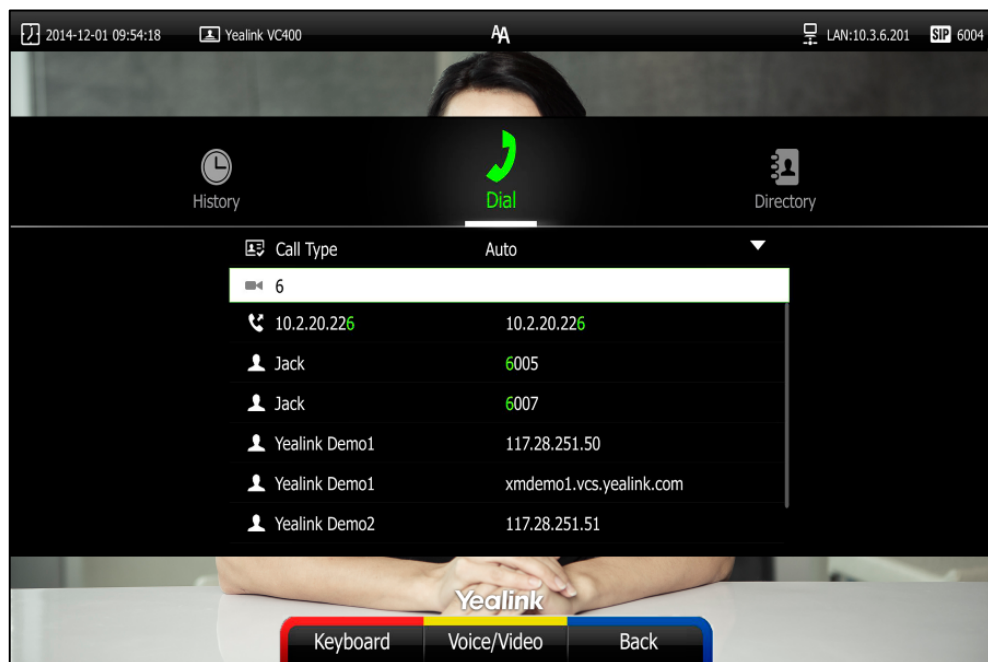 2014-12-01 09:54:18 Yealink VC400 AA LAN:10.3.6.201 SIP 6004
History Dial Directory
Call Type Auto
6
10.2.20.226 10.2.20.226
Jack 6005
Jack 6007
Yealink Demo1 117.28.251.50
Yealink Demo1 xmdemo1.vcs.yealink.com
Yealink Demo2 117.28.251.51
Yealink
Keyboard Voice/Video Back